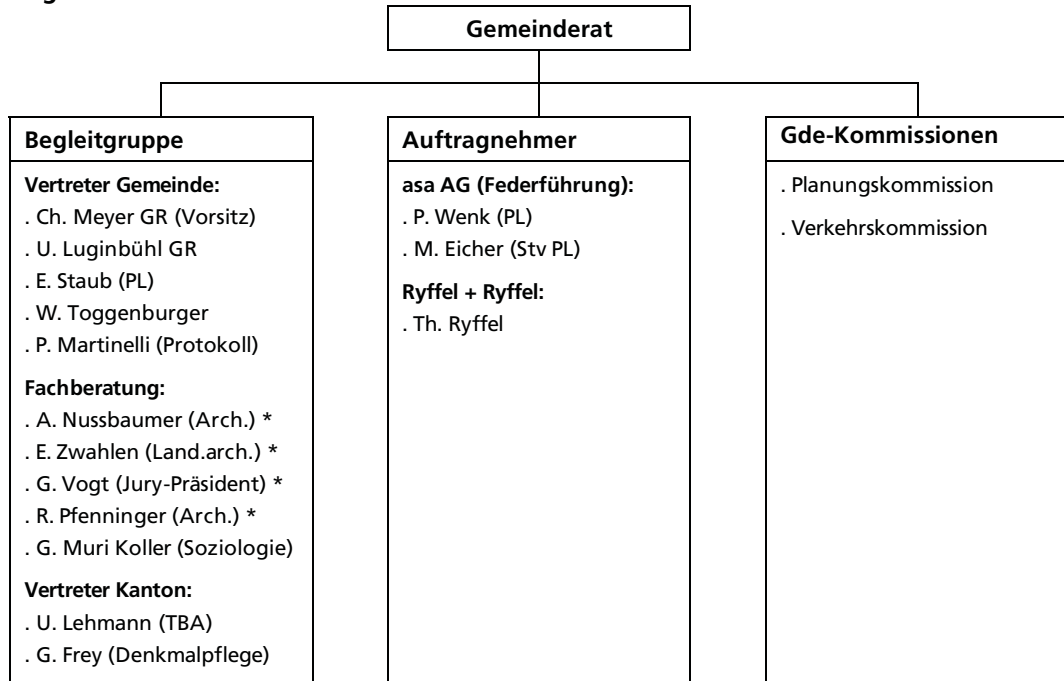 Gemeinderat
Begleitgruppe
Vertreter Gemeinde:
. Ch. Meyer GR (Vorsitz)
. U. Luginbühl GR
. E. Staub (PL)
. W. Toggenburger
. P. Martinelli (Protokoll)
Fachberatung:
. A. Nussbaumer (Arch.) *
. E. Zwahlen (Land.arch.) *
. G. Vogt (Jury-Präsident) *
. R. Pfenninger (Arch.) *
. G. Muri Koller (Soziologie)
Vertreter Kanton:
. U. Lehmann (TBA)
. G. Frey (Denkmalpflege)
Auftragnehmer
asa AG (Federführung):
. P. Wenk (PL)
. M. Eicher (Stv PL)
Ryffel + Ryffel:
. Th. Ryffel
Gde-Kommissionen
. Planungskommission
. Verkehrskommission